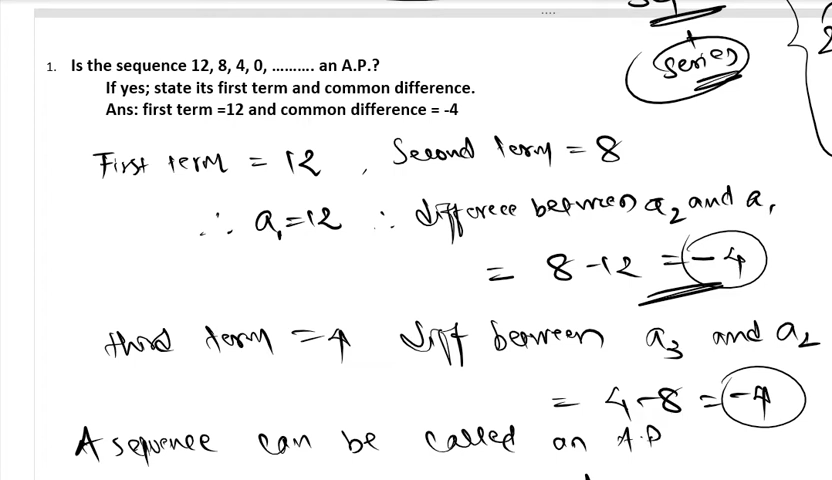 Series
1. Is the sequence 12, 8, 4, 0, .......... an A.P.?
If yes; state its first term and common difference.
Ans: first term =12 and common difference = -4
First term = 12 , Second term = 8
∴ a₁=12 ∴ differece between a₂ and a₁
= 8-12 = -4
third term = 4 diff between a₃ and a₂
= 4-8 = -4
A sequence can be called an A.P